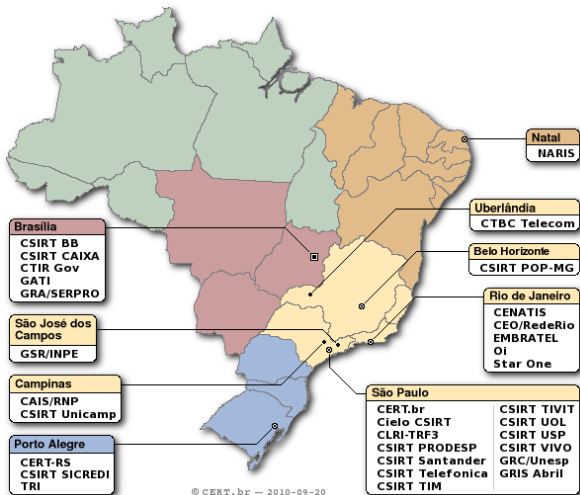 Natal
NARIS
Uberlândia
CTBC Telecom
Belo Horizonte
CSIRT POP-MG
Rio de Janeiro
CENATIS
CEO/RedeRio
EMBRATEL
Oi
Star One
Brasília
CSIRT BB
CSIRT CAIXA
CTIR Gov
GATI
GRA/SERPRO
São José dos
Campos
GSR/INPE
Campinas
CAIS/RNP
CSIRT Unicamp
Porto Alegre
CERT-RS
CSIRT SICREDI
TRI
São Paulo
CERT.br
Cielo CSIRT
CLRI-TRF3
CSIRT PRODESP
CSIRT Santander
CSIRT Telefonica
CSIRT TIM
CSIRT TIVIT
CSIRT UOL
CSIRT USP
CSIRT VIVO
GRC/Unesp
GRIS Abril
© CERT.br — 2010-09-20